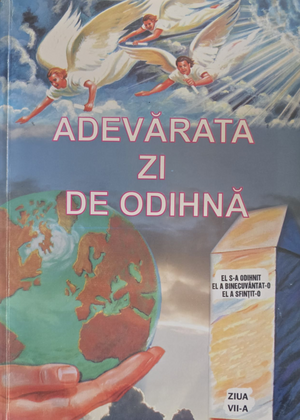 ADEVĂRATA
ZI
DE ODIHNĂ
EL S-A ODIHNIT
EL A BINECUVÂNTAT-O
EL A SFINȚIT-O
ZIUA
VII-A